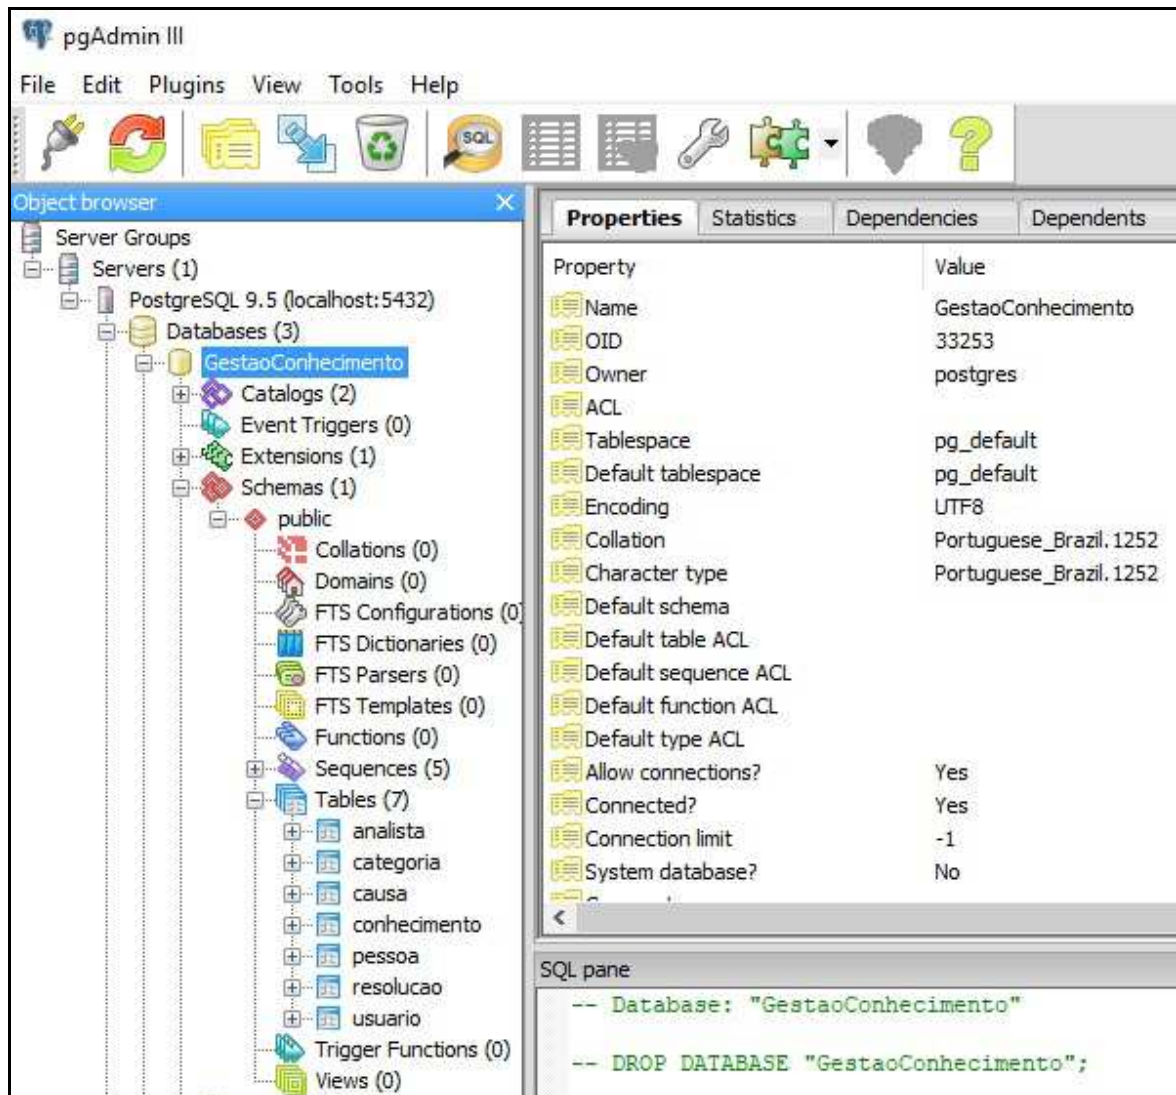 pgAdmin III
File Edit Plugins View Tools Help
SQL
Object browser
Server Groups
Servers (1)
PostgreSQL 9.5 (localhost:5432)
Databases (3)
GestaoConhecimento
Catalogs (2)
Event Triggers (0)
Extensions (1)
Schemas (1)
public
Collations (0)
Domains (0)
FTS Configurations (0)
FTS Dictionaries (0)
FTS Parsers (0)
FTS Templates (0)
Functions (0)
Sequences (5)
Tables (7)
analista
categoria
causa
conhecimento
pessoa
resolucao
usuario
Trigger Functions (0)
Views (0)
Properties Statistics Dependencies Dependents
Property Value
Name GestaoConhecimento
OID 33253
Owner postgres
ACL
Tablespace pg_default
Default tablespace pg_default
Encoding UTF8
Collation Portuguese_Brazil.1252
Character type Portuguese_Brazil.1252
Default schema
Default table ACL
Default sequence ACL
Default function ACL
Default type ACL
Allow connections? Yes
Connected? Yes
Connection limit -1
System database? No
SQL pane
-- Database: "GestaoConhecimento"
-- DROP DATABASE "GestaoConhecimento";